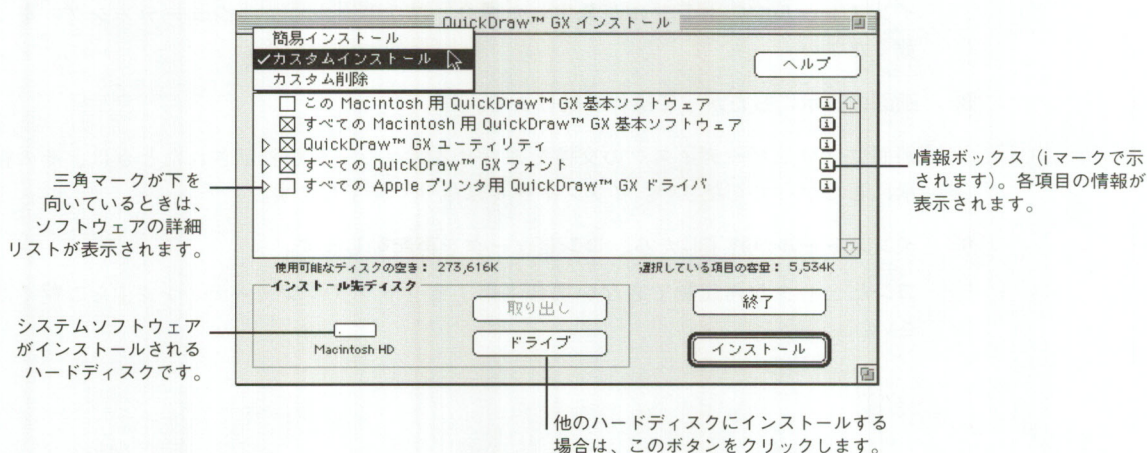 QuickDraw™ GX インストール
簡易インストール
✓カスタムインストール
カスタム削除
ヘルプ
この Macintosh 用 QuickDraw™ GX 基本ソフトウェア
すべての Macintosh 用 QuickDraw™ GX 基本ソフトウェア
QuickDraw™ GX ユーティリティ
すべての QuickDraw™ GX フォント
すべての Apple プリンタ用 QuickDraw™ GX ドライバ
三角マークが下を
向いているときは、
ソフトウェアの詳細
リストが表示されます。
情報ボックス（iマークで示
されます）。各項目の情報が
表示されます。
使用可能なディスクの空き： 273,616K
選択している項目の容量： 5,534K
インストール先ディスク
取り出し
終了
Macintosh HD
ドライブ
インストール
システムソフトウェア
がインストールされる
ハードディスクです。
他のハードディスクにインストールする
場合は、このボタンをクリックします。